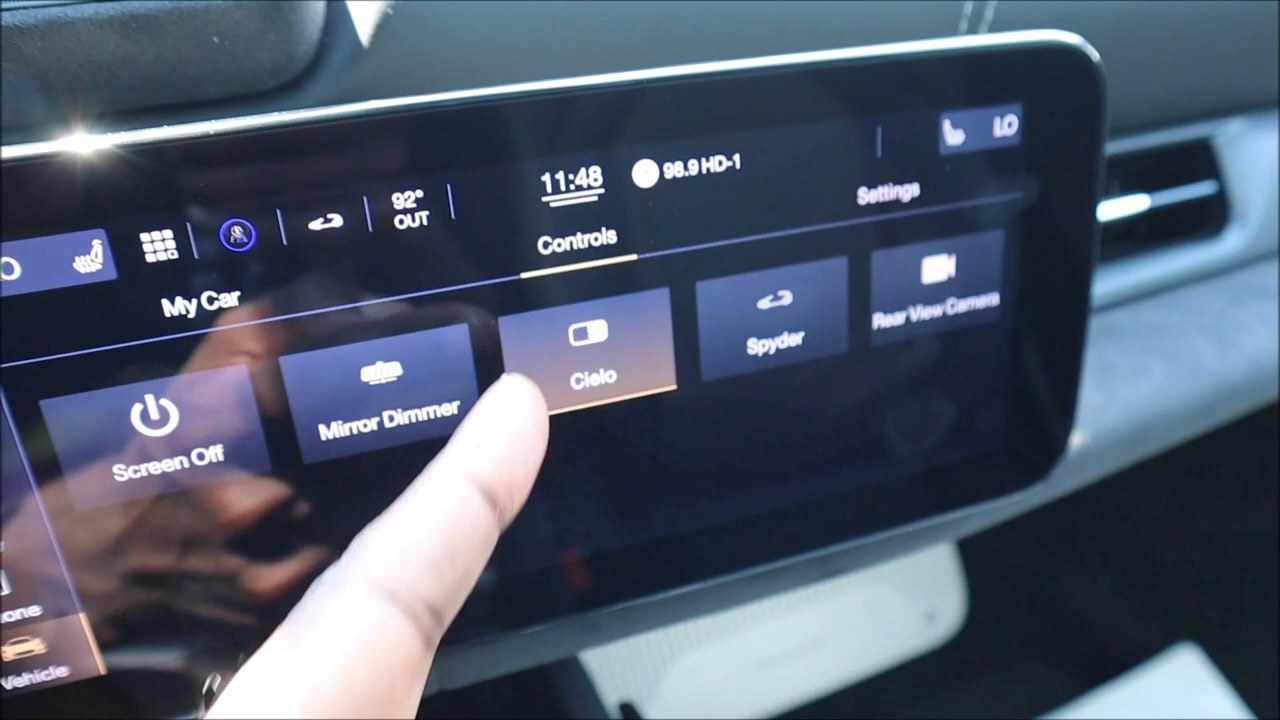 LO
11:48
98.9 HD-1
92°
OUT
My Car
Controls
Settings
Screen Off
Mirror Dimmer
Cielo
Spyder
Rear View Camera
one
Vehicle